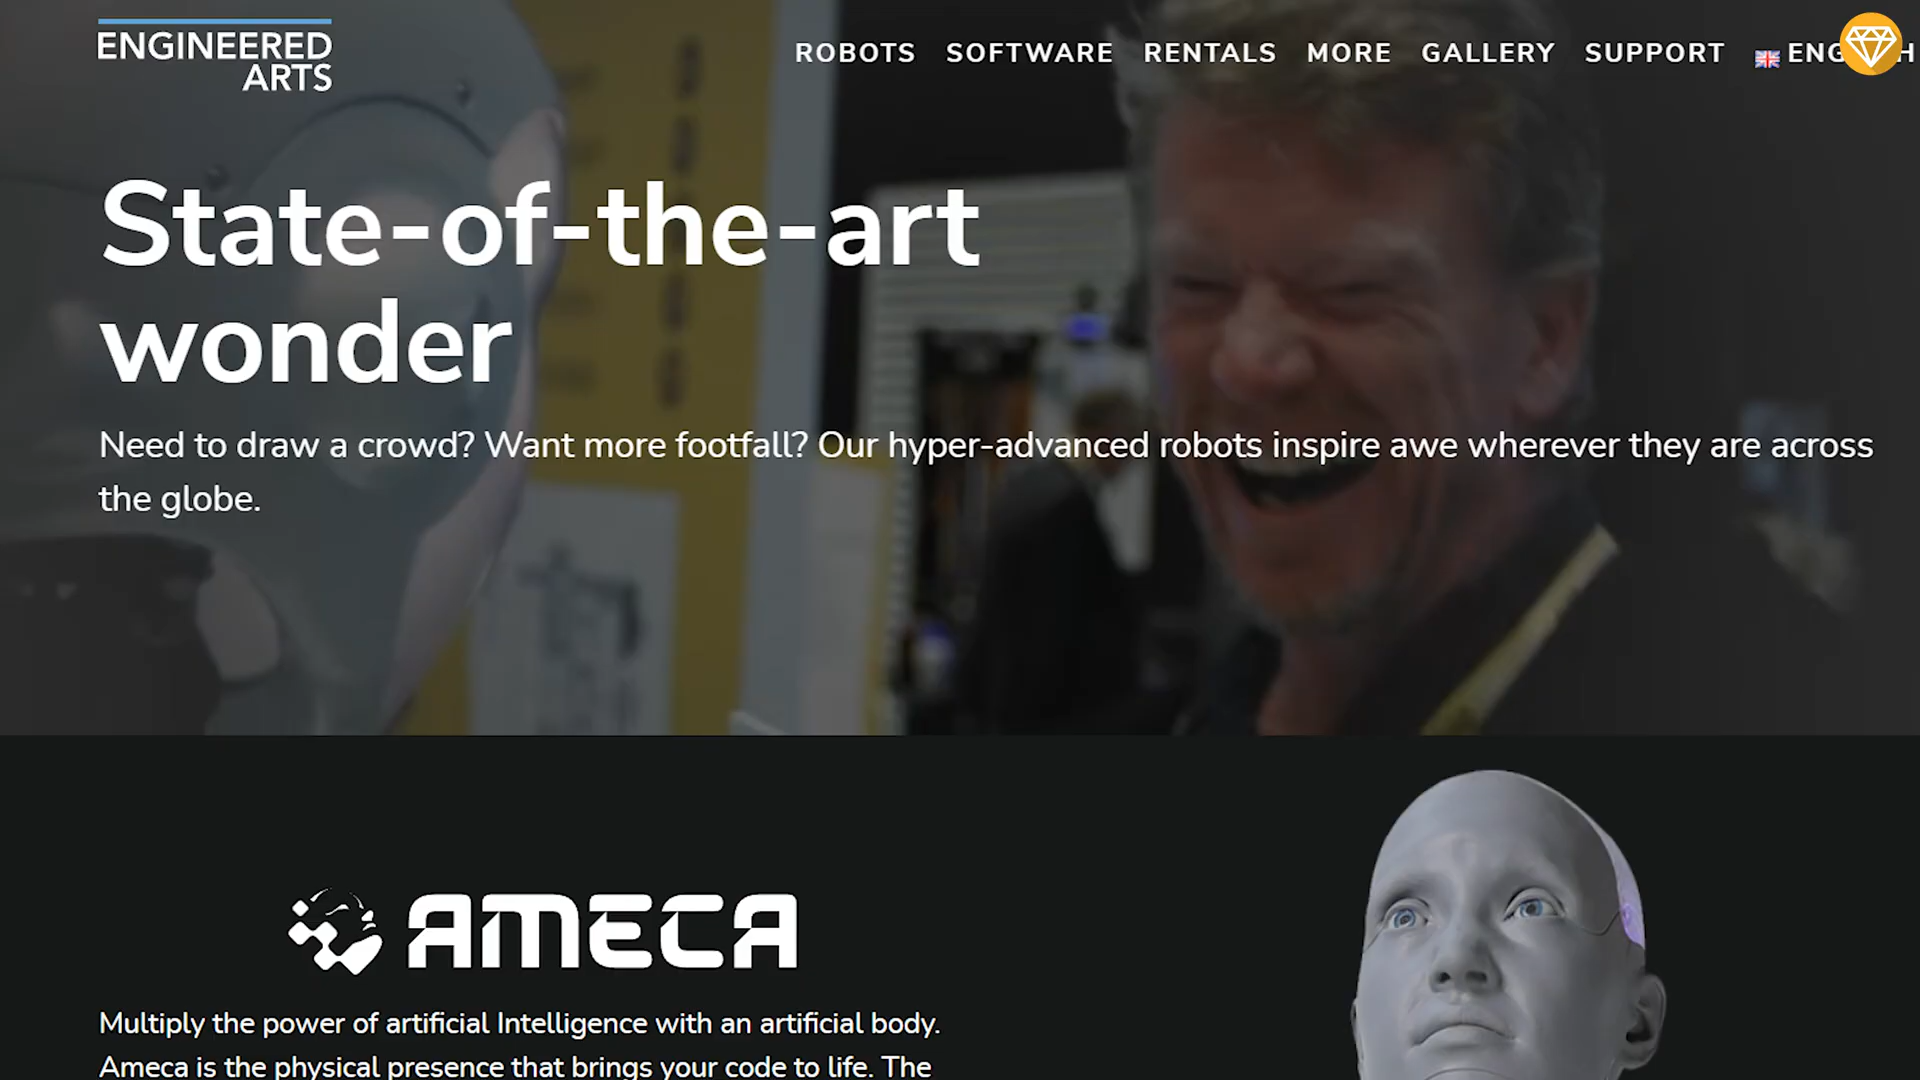 ENGINEERED
ARTS
ROBOTS SOFTWARE RENTALS MORE GALLERY SUPPORT
State-of-the-art
wonder
Need to draw a crowd? Want more footfall? Our hyper-advanced robots inspire awe wherever they are across
the globe.
AMECA
Multiply the power of artificial Intelligence with an artificial body.
Ameca is the physical presence that brings your code to life. The